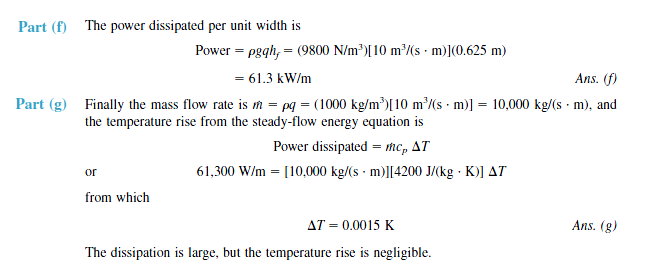 Part (f) The power dissipated per unit width is
Power = ρgqh_f = (9800 N/m³)[10 m³/(s · m)](0.625 m)
= 61.3 kW/m Ans. (f)
Part (g) Finally the mass flow rate is ṁ = ρq = (1000 kg/m³)[10 m³/(s · m)] = 10,000 kg/(s · m), and
the temperature rise from the steady-flow energy equation is
Power dissipated = ṁc_p ΔT
or 61,300 W/m = [10,000 kg/(s · m)][4200 J/(kg · K)] ΔT
from which
ΔT = 0.0015 K Ans. (g)
The dissipation is large, but the temperature rise is negligible.